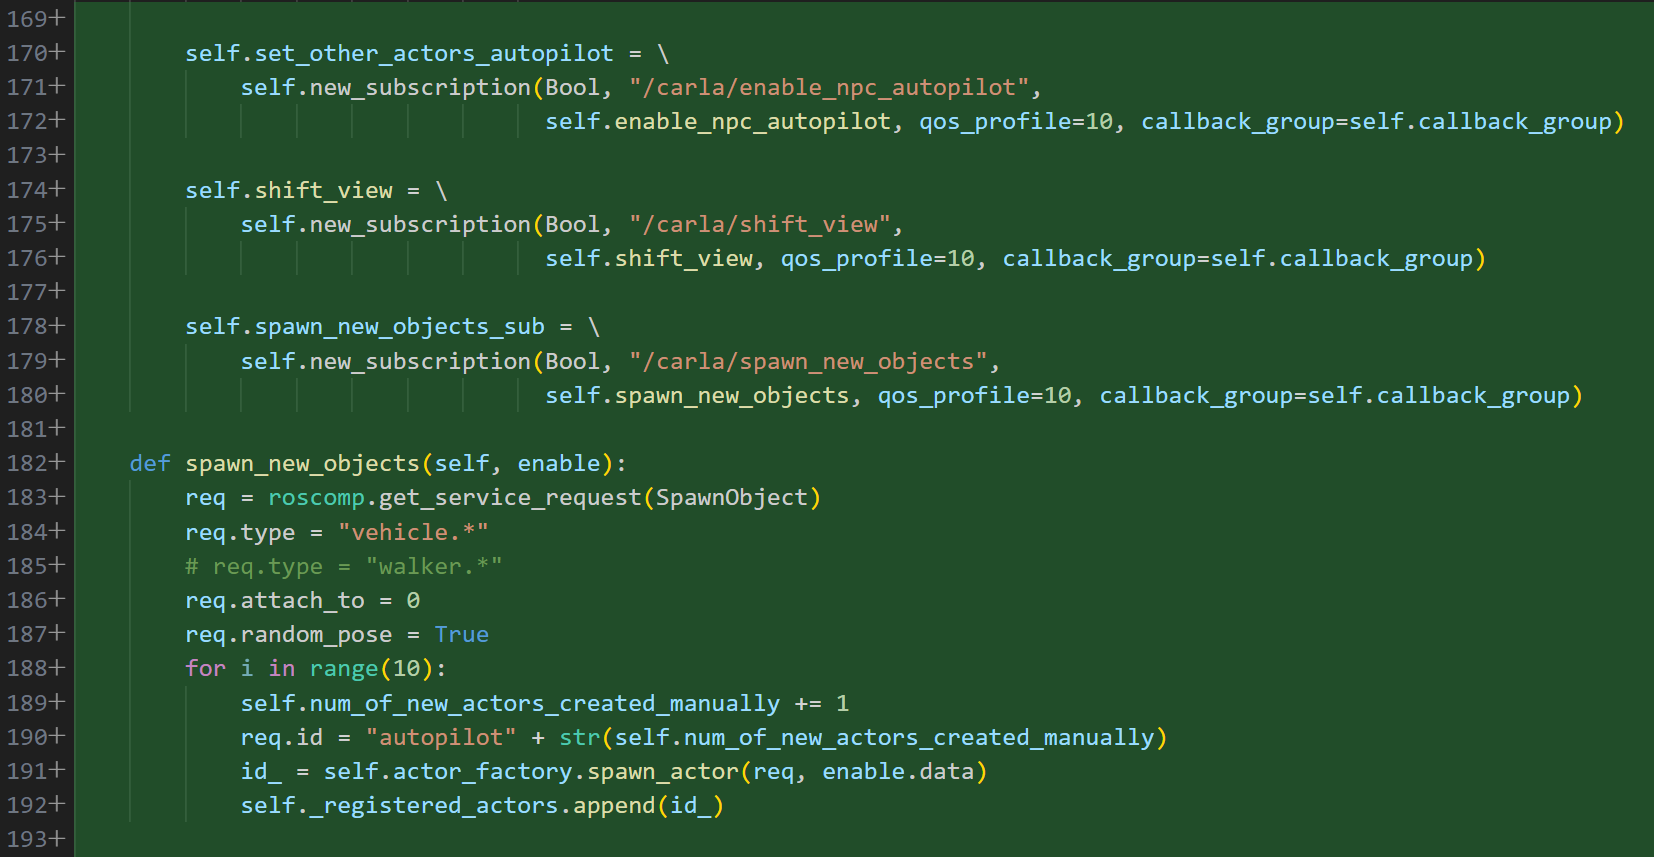 169+
170+        self.set_other_actors_autopilot = \
171+            self.new_subscription(Bool, "/carla/enable_npc_autopilot",
172+                                  self.enable_npc_autopilot, qos_profile=10, callback_group=self.callback_group)
173+
174+        self.shift_view = \
175+            self.new_subscription(Bool, "/carla/shift_view",
176+                                  self.shift_view, qos_profile=10, callback_group=self.callback_group)
177+
178+        self.spawn_new_objects_sub = \
179+            self.new_subscription(Bool, "/carla/spawn_new_objects",
180+                                  self.spawn_new_objects, qos_profile=10, callback_group=self.callback_group)
181+
182+    def spawn_new_objects(self, enable):
183+        req = roscomp.get_service_request(SpawnObject)
184+        req.type = "vehicle.*"
185+        # req.type = "walker.*"
186+        req.attach_to = 0
187+        req.random_pose = True
188+        for i in range(10):
189+            self.num_of_new_actors_created_manually += 1
190+            req.id = "autopilot" + str(self.num_of_new_actors_created_manually)
191+            id_ = self.actor_factory.spawn_actor(req, enable.data)
192+            self._registered_actors.append(id_)
193+